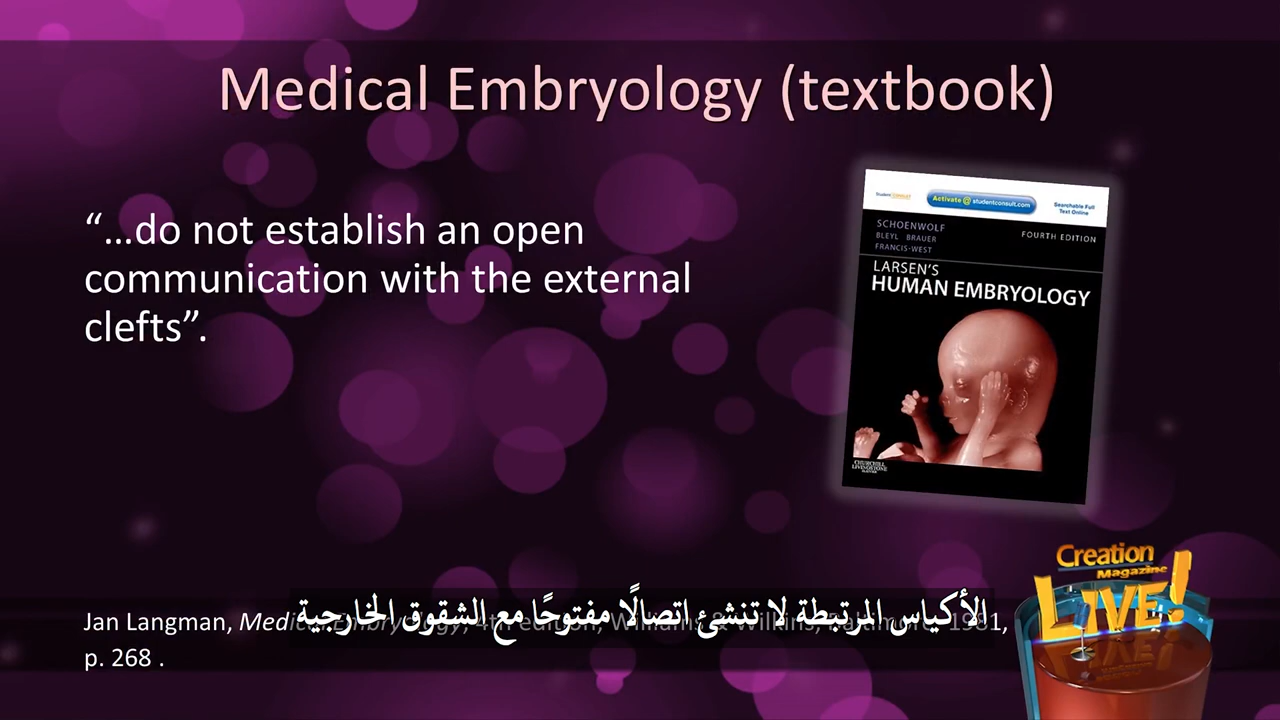 Medical Embryology (textbook)
“…do not establish an open
communication with the external
clefts”.
Student Consult
Activate @ studentconsult.com
Searchable Full
Text Online
SCHOENWOLF
BLEYL BRAUER
FRANCIS-WEST
FOURTH EDITION
LARSEN'S
HUMAN EMBRYOLOGY
CHURCHILL
LIVINGSTONE
ELSEVIER
Jan Langman, Medical Embryology, 4th edition, Williams & Wilkins, Baltimore, 1981,
p. 268 .
الأكياس المرتبطة لا تنشئ اتصالًا مفتوحًا مع الشقوق الخارجية
Creation
Magazine
LIVE!